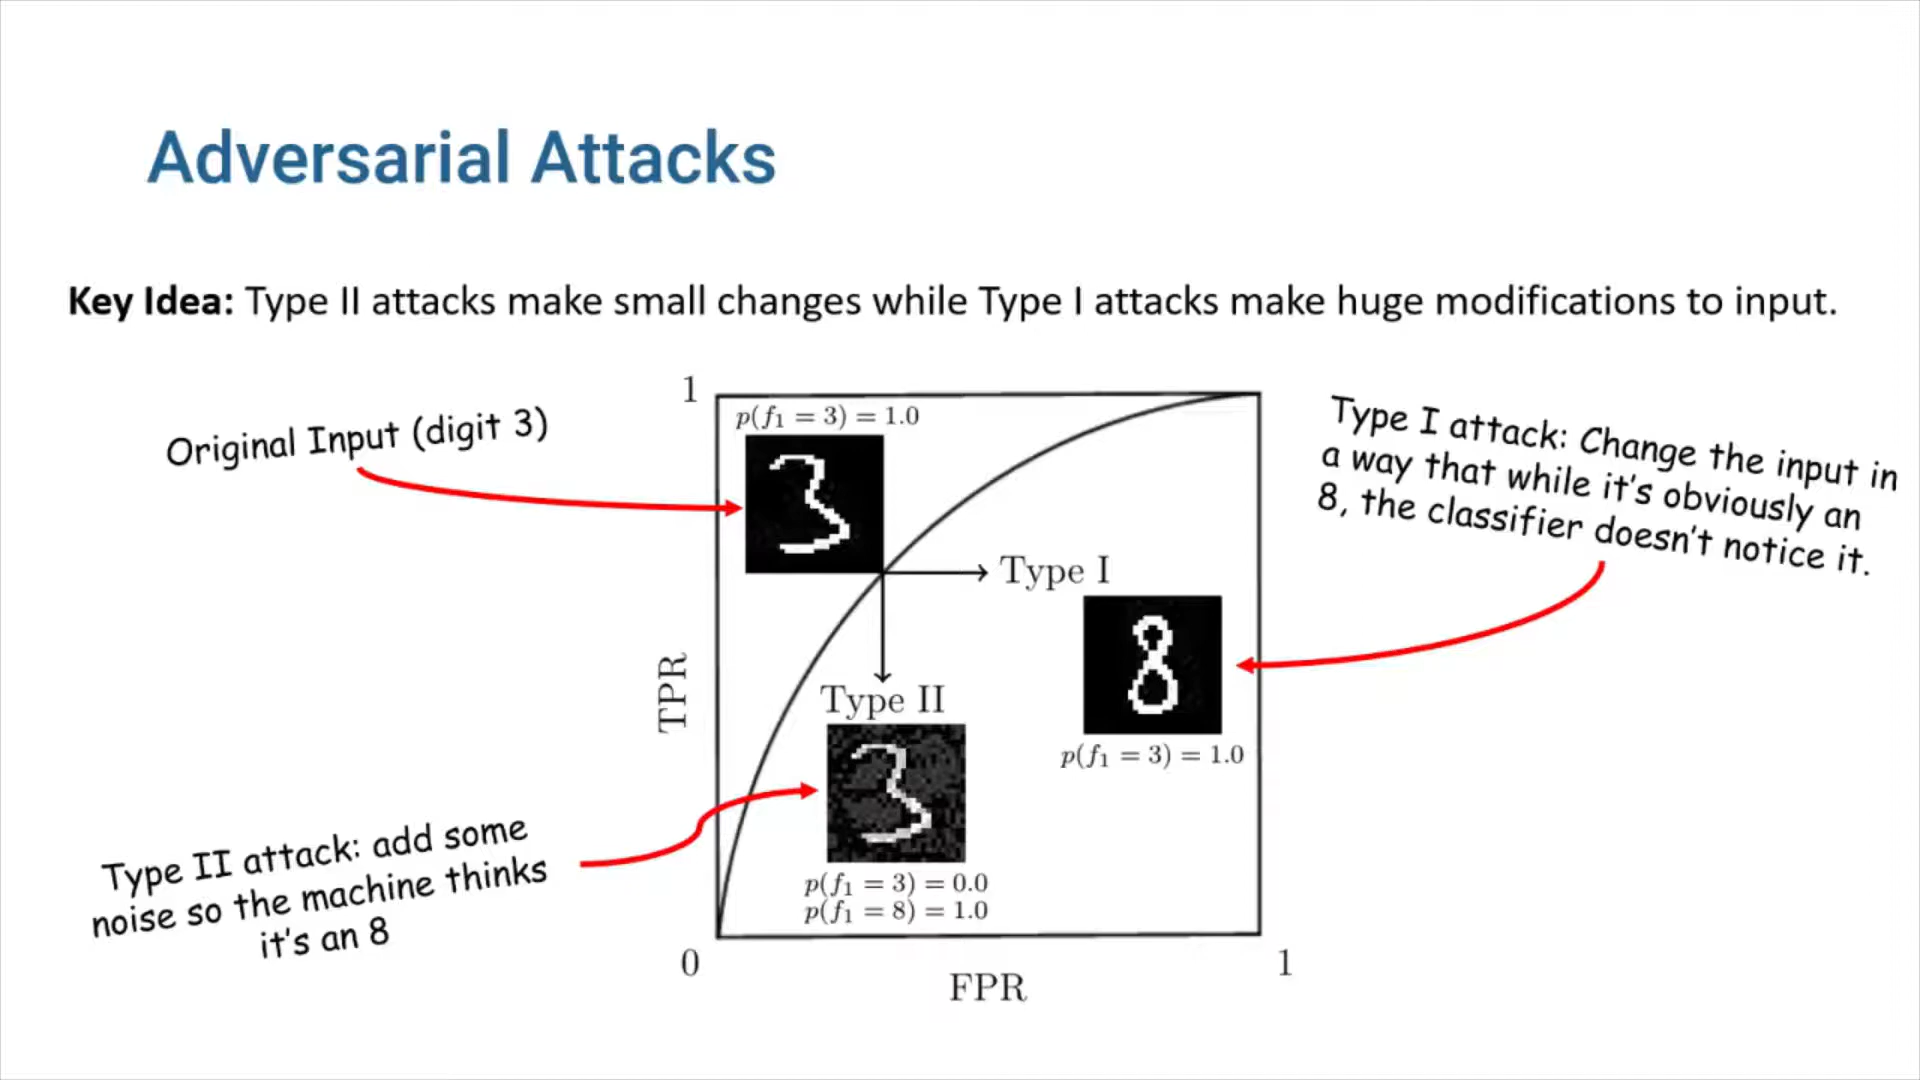 Adversarial Attacks
Key Idea: Type II attacks make small changes while Type I attacks make huge modifications to input.
Original Input (digit 3)
1
p(f₁ = 3) = 1.0
Type I attack: Change the input in
a way that while it's obviously an
8, the classifier doesn't notice it.
Type I
TPR
Type II
p(f₁ = 3) = 1.0
Type II attack: add some
noise so the machine thinks
it's an 8
p(f₁ = 3) = 0.0
p(f₁ = 8) = 1.0
0
1
FPR